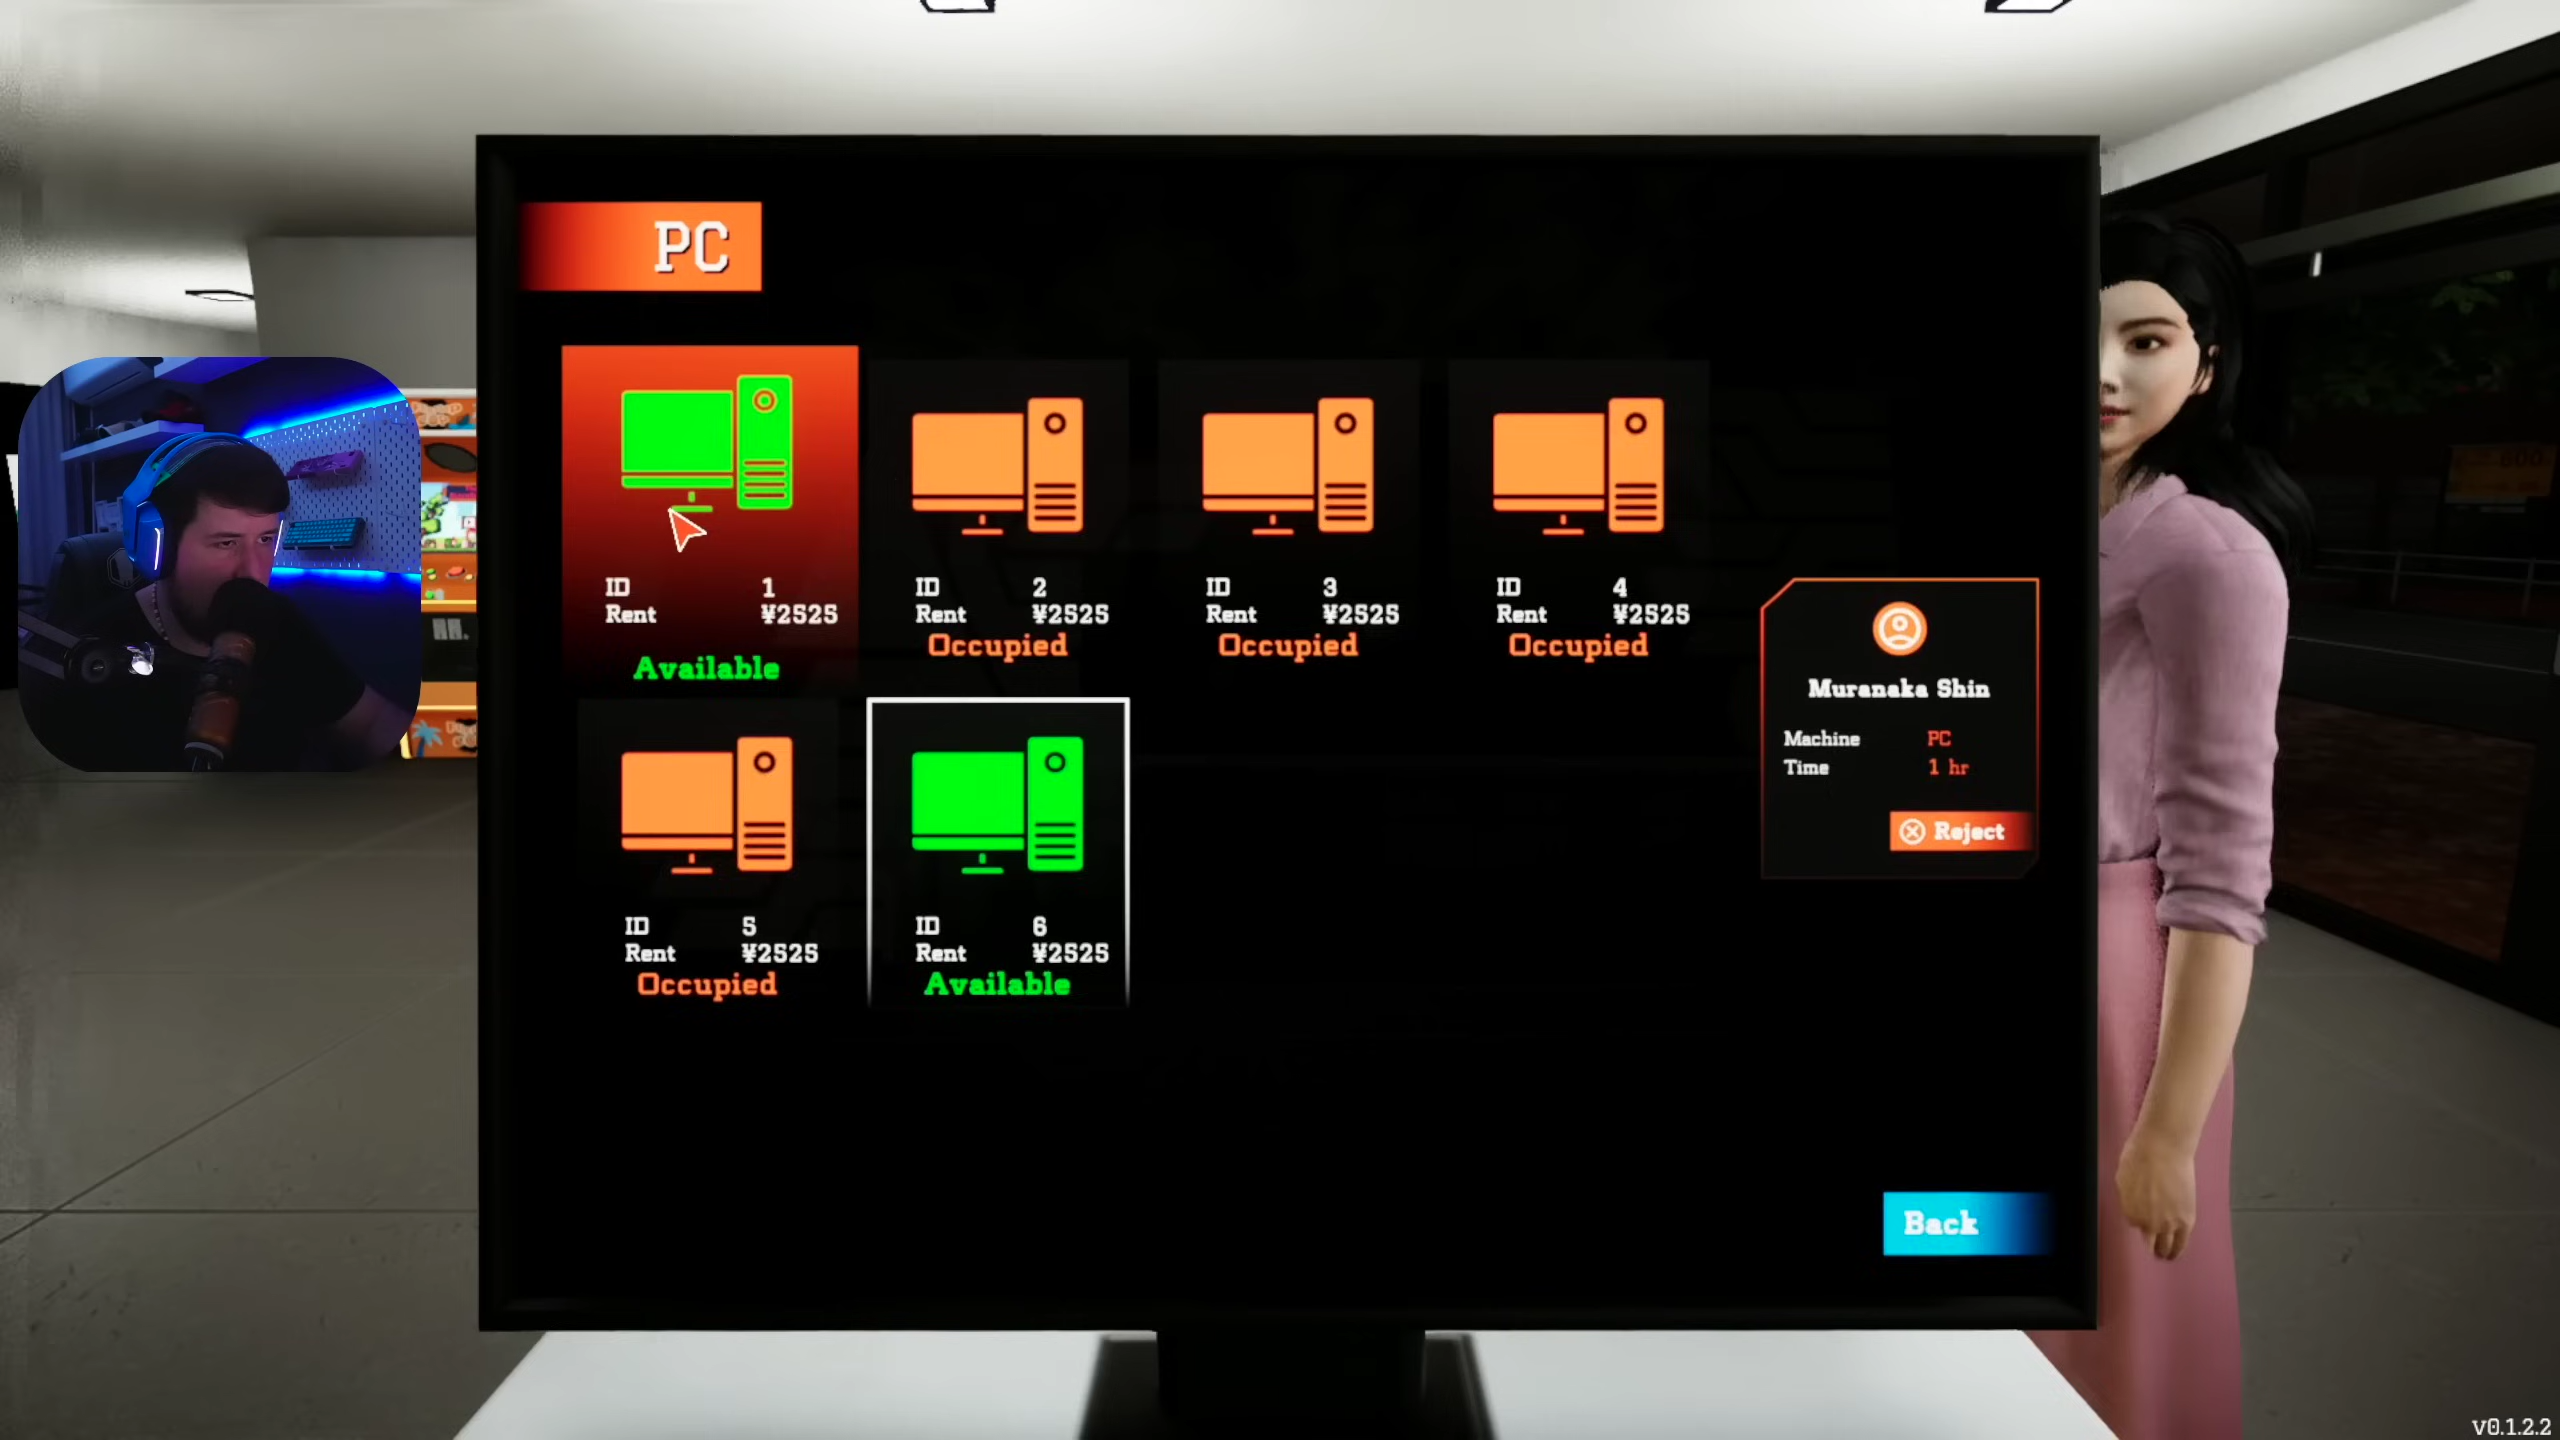 PC
ID 1
Rent ¥2525
Available
ID 2
Rent ¥2525
Occupied
ID 3
Rent ¥2525
Occupied
ID 4
Rent ¥2525
Occupied
ID 5
Rent ¥2525
Occupied
ID 6
Rent ¥2525
Available
Muranaka Shin
Machine PC
Time 1 hr
Reject
Back
V0.1.2.2